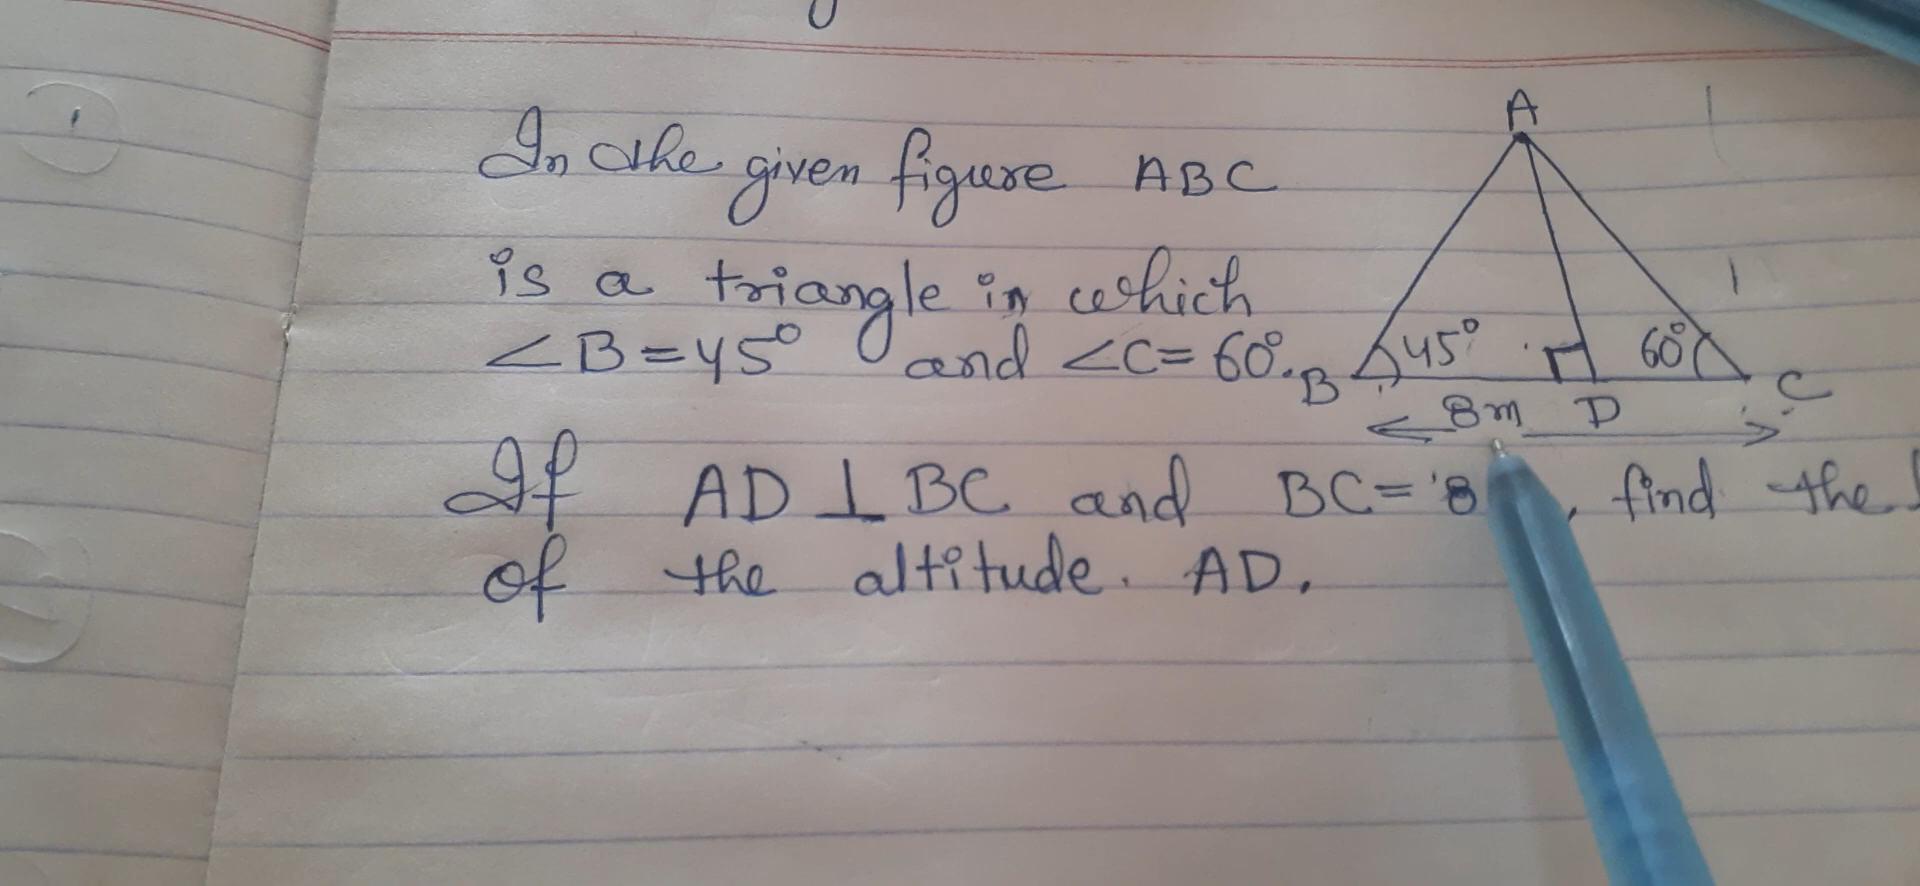 In the given figure ABC
is a triangle in which
∠B=45° and ∠C= 60°.
A
45°
60°
B
C
8m
D
If AD ⊥ BC and BC= 8 , find the
of the altitude. AD.